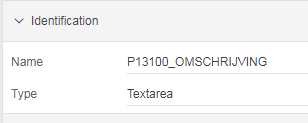 Identification
Name P13100_OMSCHRIJVING
Type Textarea